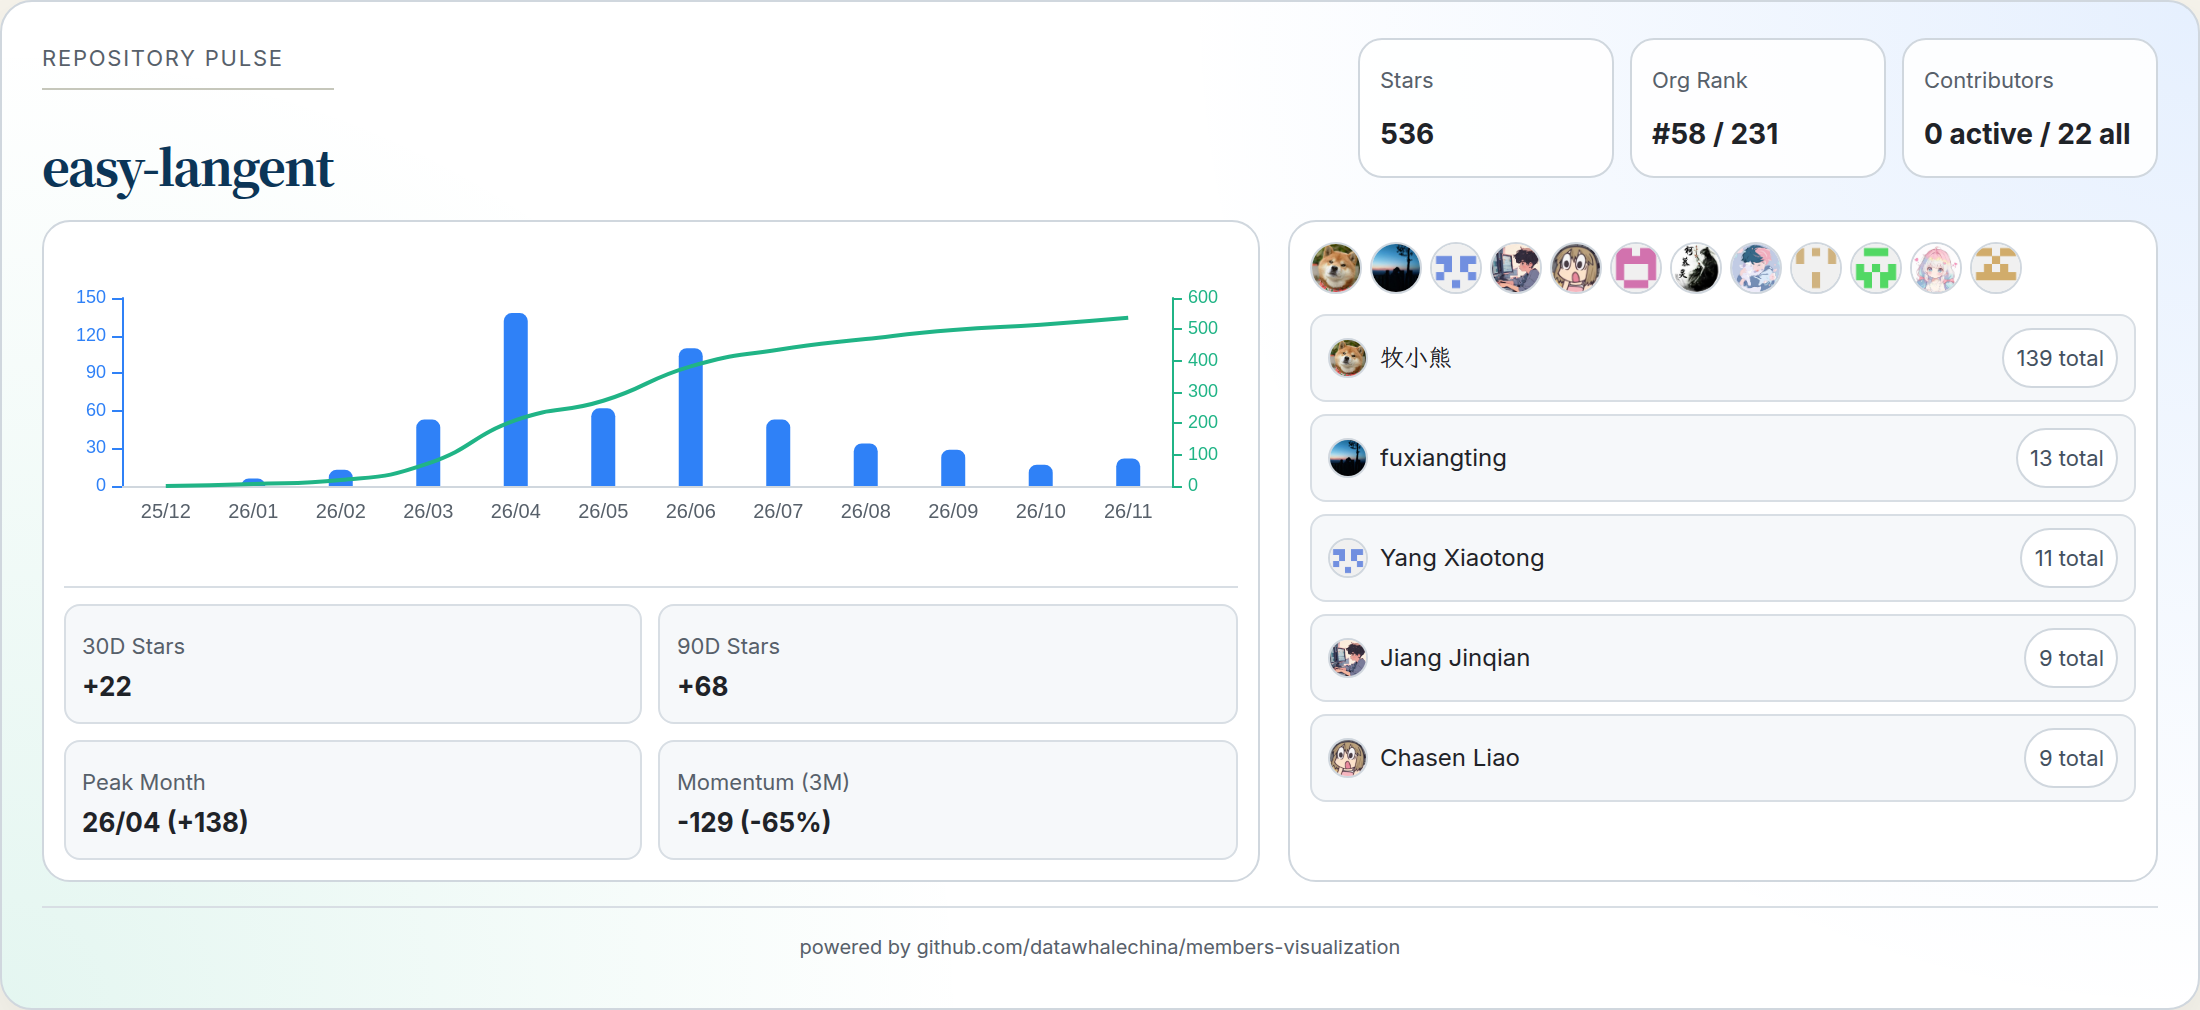 REPOSITORY PULSE
easy-langent
Stars
536
Org Rank
#58 / 231
Contributors
0 active / 22 all
150
120
90
60
30
0
600
500
400
300
200
100
0
25/12 26/01 26/02 26/03 26/04 26/05 26/06 26/07 26/08 26/09 26/10 26/11
30D Stars
+22
90D Stars
+68
Peak Month
26/04 (+138)
Momentum (3M)
-129 (-65%)
牧小熊 139 total
fuxiangting 13 total
Yang Xiaotong 11 total
Jiang Jinqian 9 total
Chasen Liao 9 total
powered by github.com/datawhalechina/members-visualization